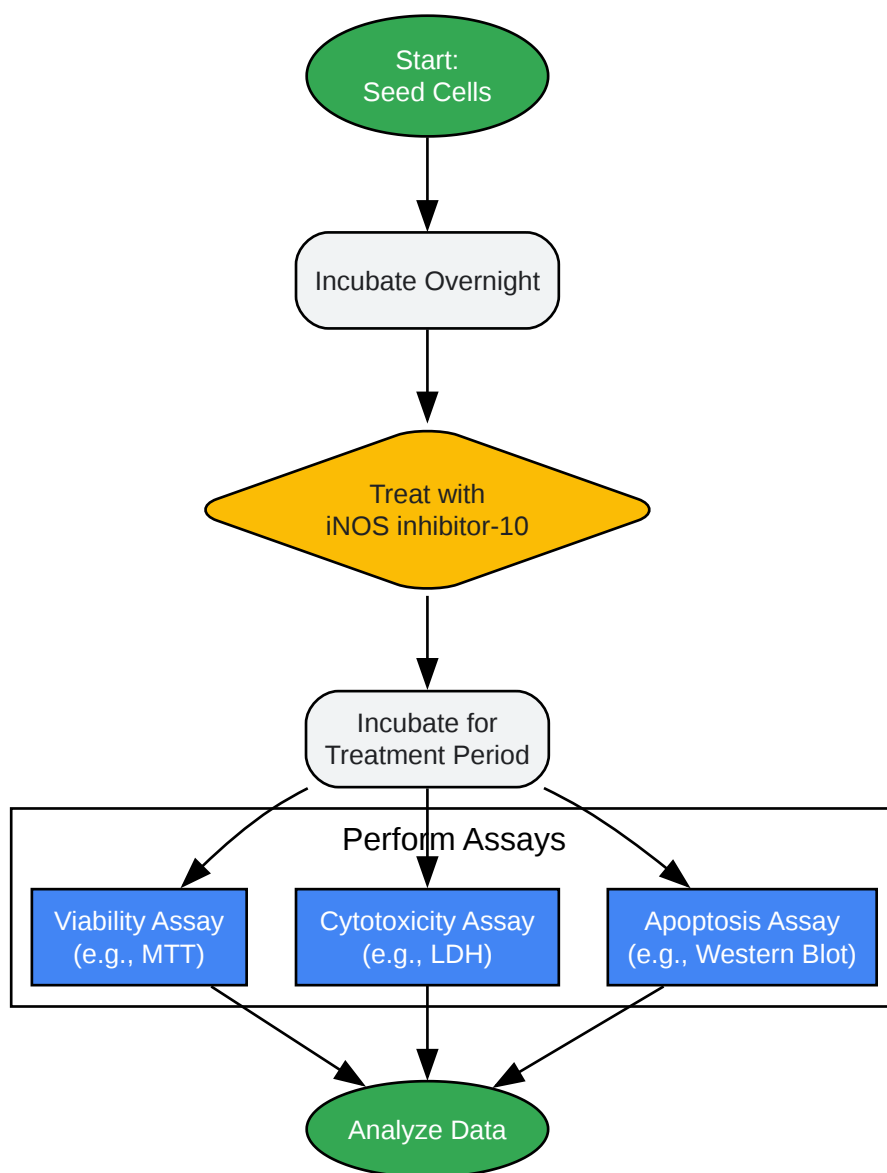 Start:
Seed Cells
Incubate Overnight
Treat with
iNOS inhibitor-10
Incubate for
Treatment Period
Perform Assays
Viability Assay
(e.g., MTT)
Cytotoxicity Assay
(e.g., LDH)
Apoptosis Assay
(e.g., Western Blot)
Analyze Data